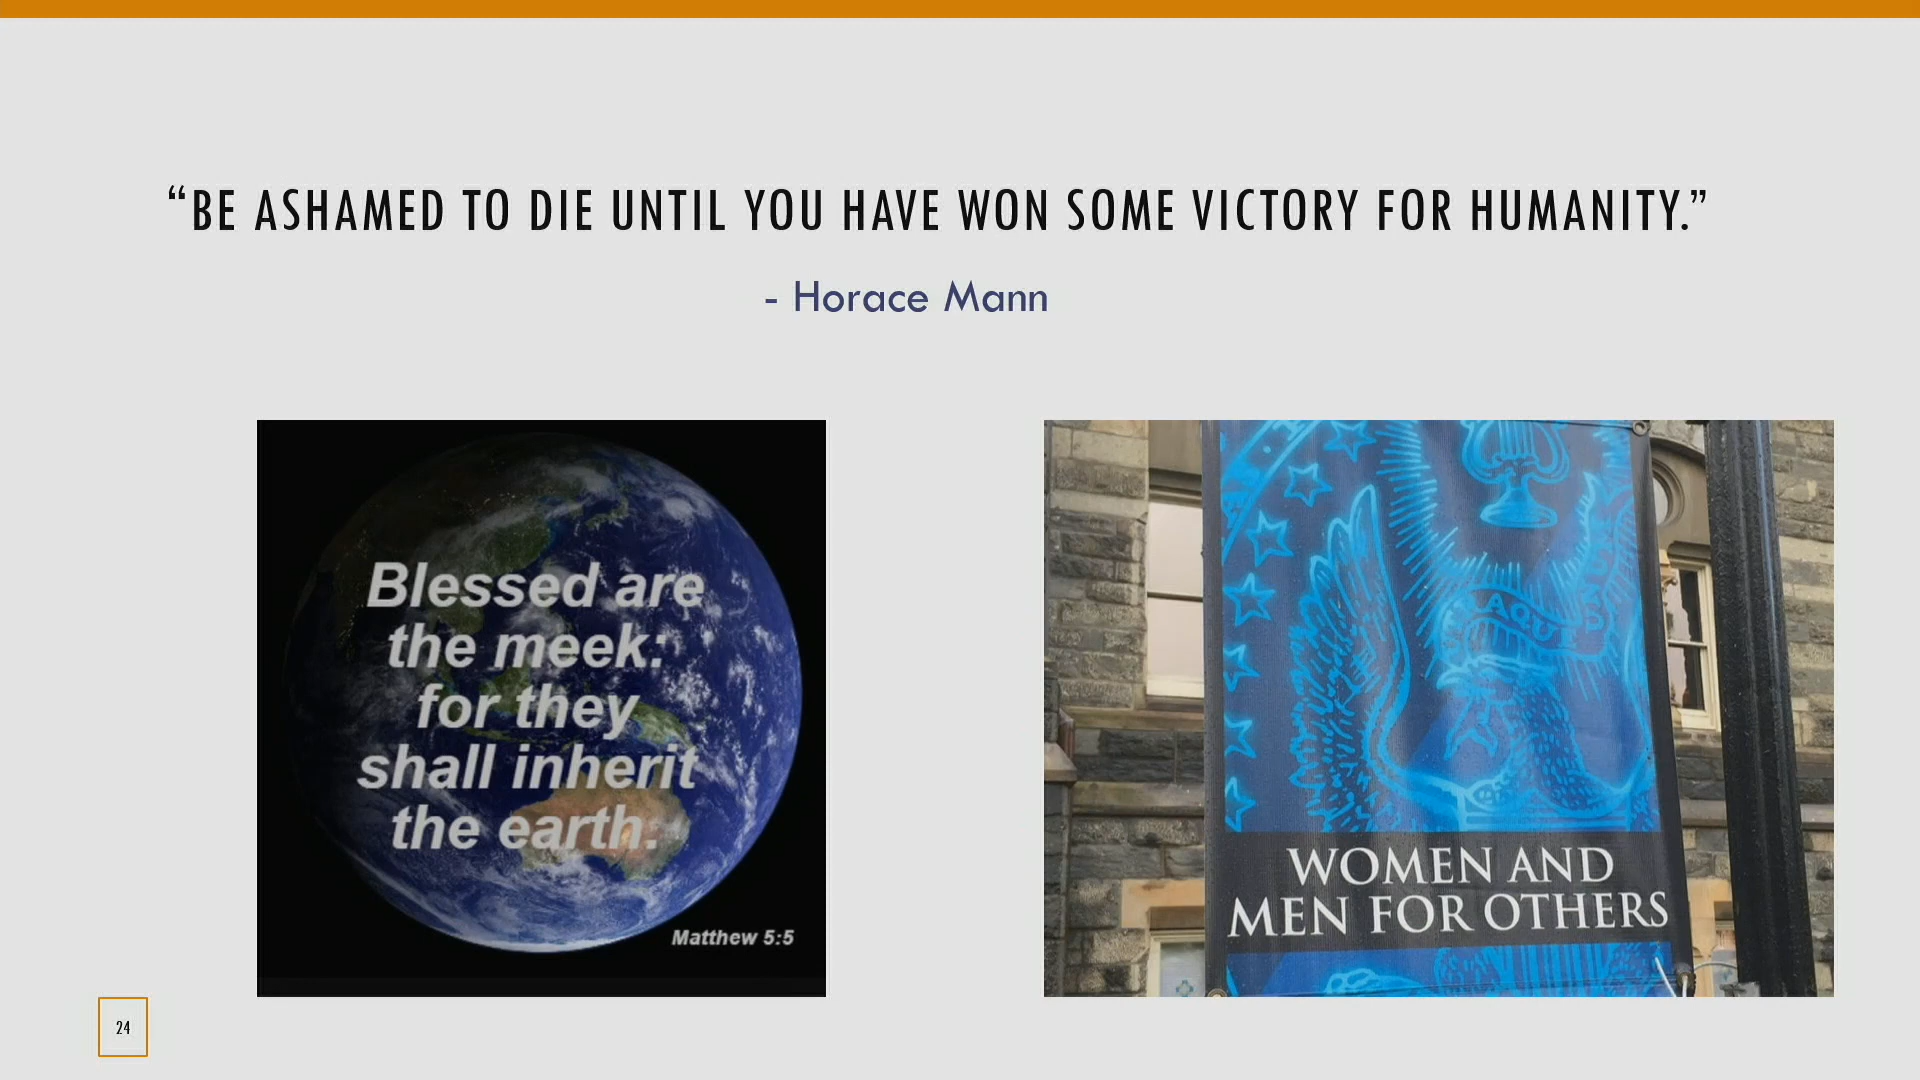 “BE ASHAMED TO DIE UNTIL YOU HAVE WON SOME VICTORY FOR HUMANITY.”
- Horace Mann
Blessed are
the meek:
for they
shall inherit
the earth.
Matthew 5:5
WOMEN AND
MEN FOR OTHERS
24